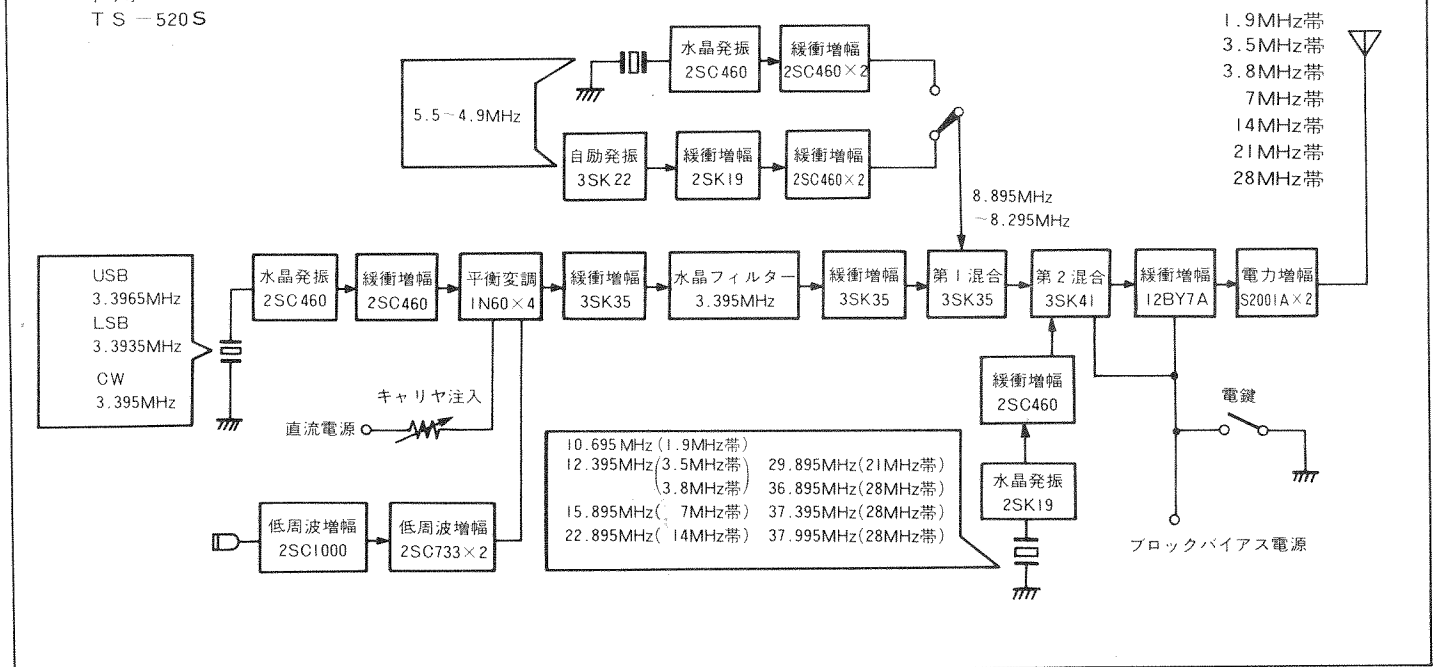 TS-520S
1.9MHz帯
3.5MHz帯
3.8MHz帯
7MHz帯
14MHz帯
21MHz帯
28MHz帯
水晶発振
2SC460
緩衝増幅
2SC460×2
5.5~4.9MHz
自励発振
3SK22
緩衝増幅
2SK19
緩衝増幅
2SC460×2
8.895MHz
~8.295MHz
USB
3.3965MHz
LSB
3.3935MHz
CW
3.395MHz
水晶発振
2SC460
緩衝増幅
2SC460
平衡変調
1N60×4
緩衝増幅
3SK35
水晶フィルター
3.395MHz
緩衝増幅
3SK35
第1混合
3SK35
第2混合
3SK41
緩衝増幅
12BY7A
電力増幅
S2001A×2
キャリヤ注入
直流電源
緩衝増幅
2SC460
電鍵
10.695MHz(1.9MHz帯)
12.395MHz(3.5MHz帯) 29.895MHz(21MHz帯)
(3.8MHz帯) 36.895MHz(28MHz帯)
15.895MHz( 7MHz帯) 37.395MHz(28MHz帯)
22.895MHz( 14MHz帯) 37.995MHz(28MHz帯)
水晶発振
2SK19
低周波増幅
2SC1000
低周波増幅
2SC733×2
ブロックバイアス電源